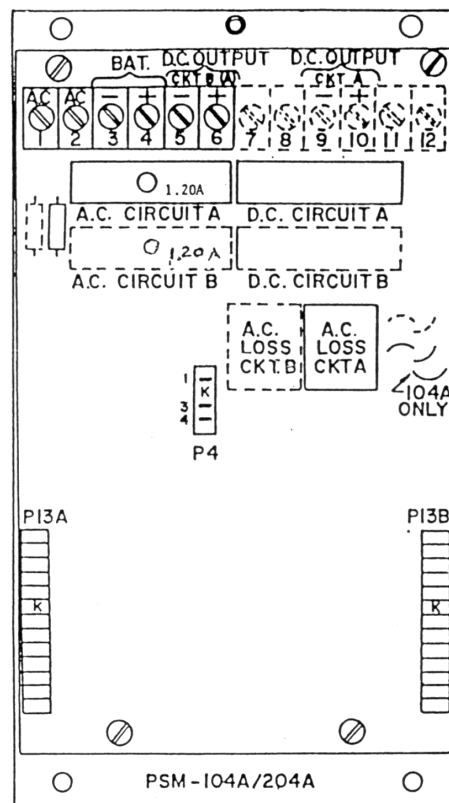 BAT. D.C. OUTPUT D.C. OUTPUT
CKT B (A) CKT A
AC AC − + − + − +
1 2 3 4 5 6 7 8 9 10 11 12
1.20A
A.C. CIRCUIT A D.C. CIRCUIT A
1.20A
A.C. CIRCUIT B D.C. CIRCUIT B
A.C. LOSS CKT.B
A.C. LOSS CKT A
104A ONLY
1
K
3
4
P4
P13A P13B
K K
PSM-104A/204A